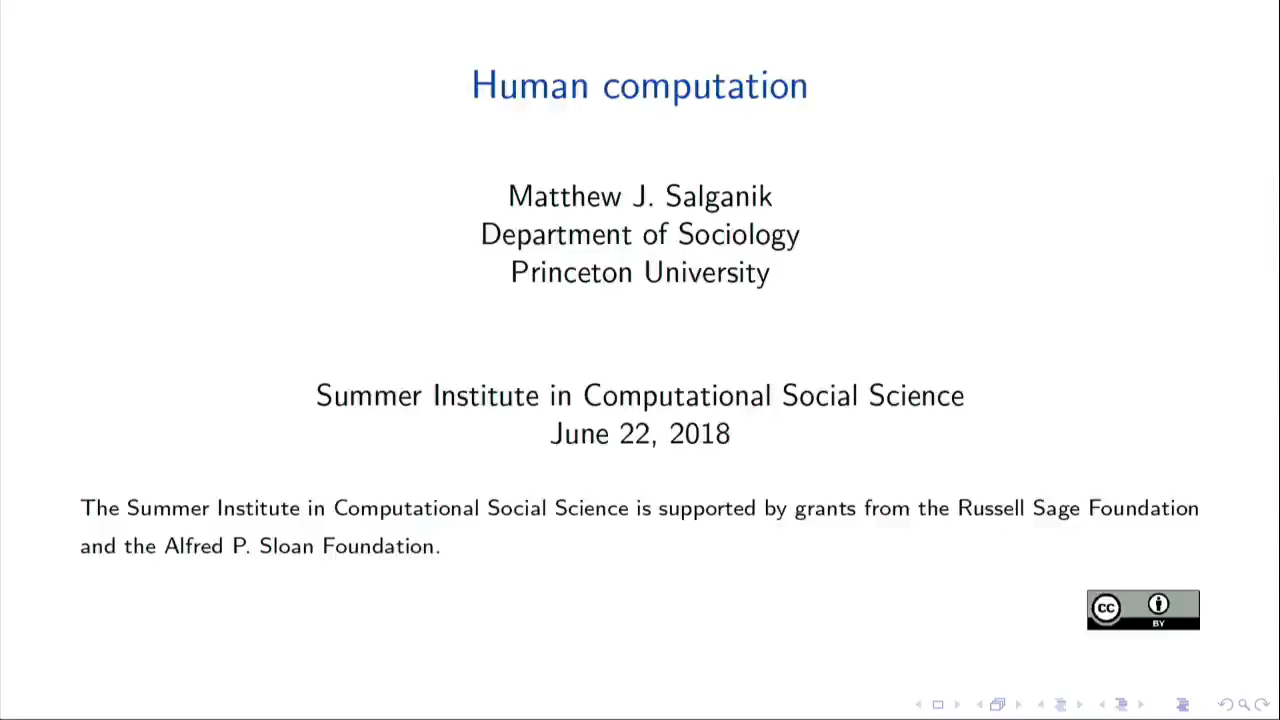 Human computation
Matthew J. Salganik
Department of Sociology
Princeton University
Summer Institute in Computational Social Science
June 22, 2018
The Summer Institute in Computational Social Science is supported by grants from the Russell Sage Foundation
and the Alfred P. Sloan Foundation.
cc
BY